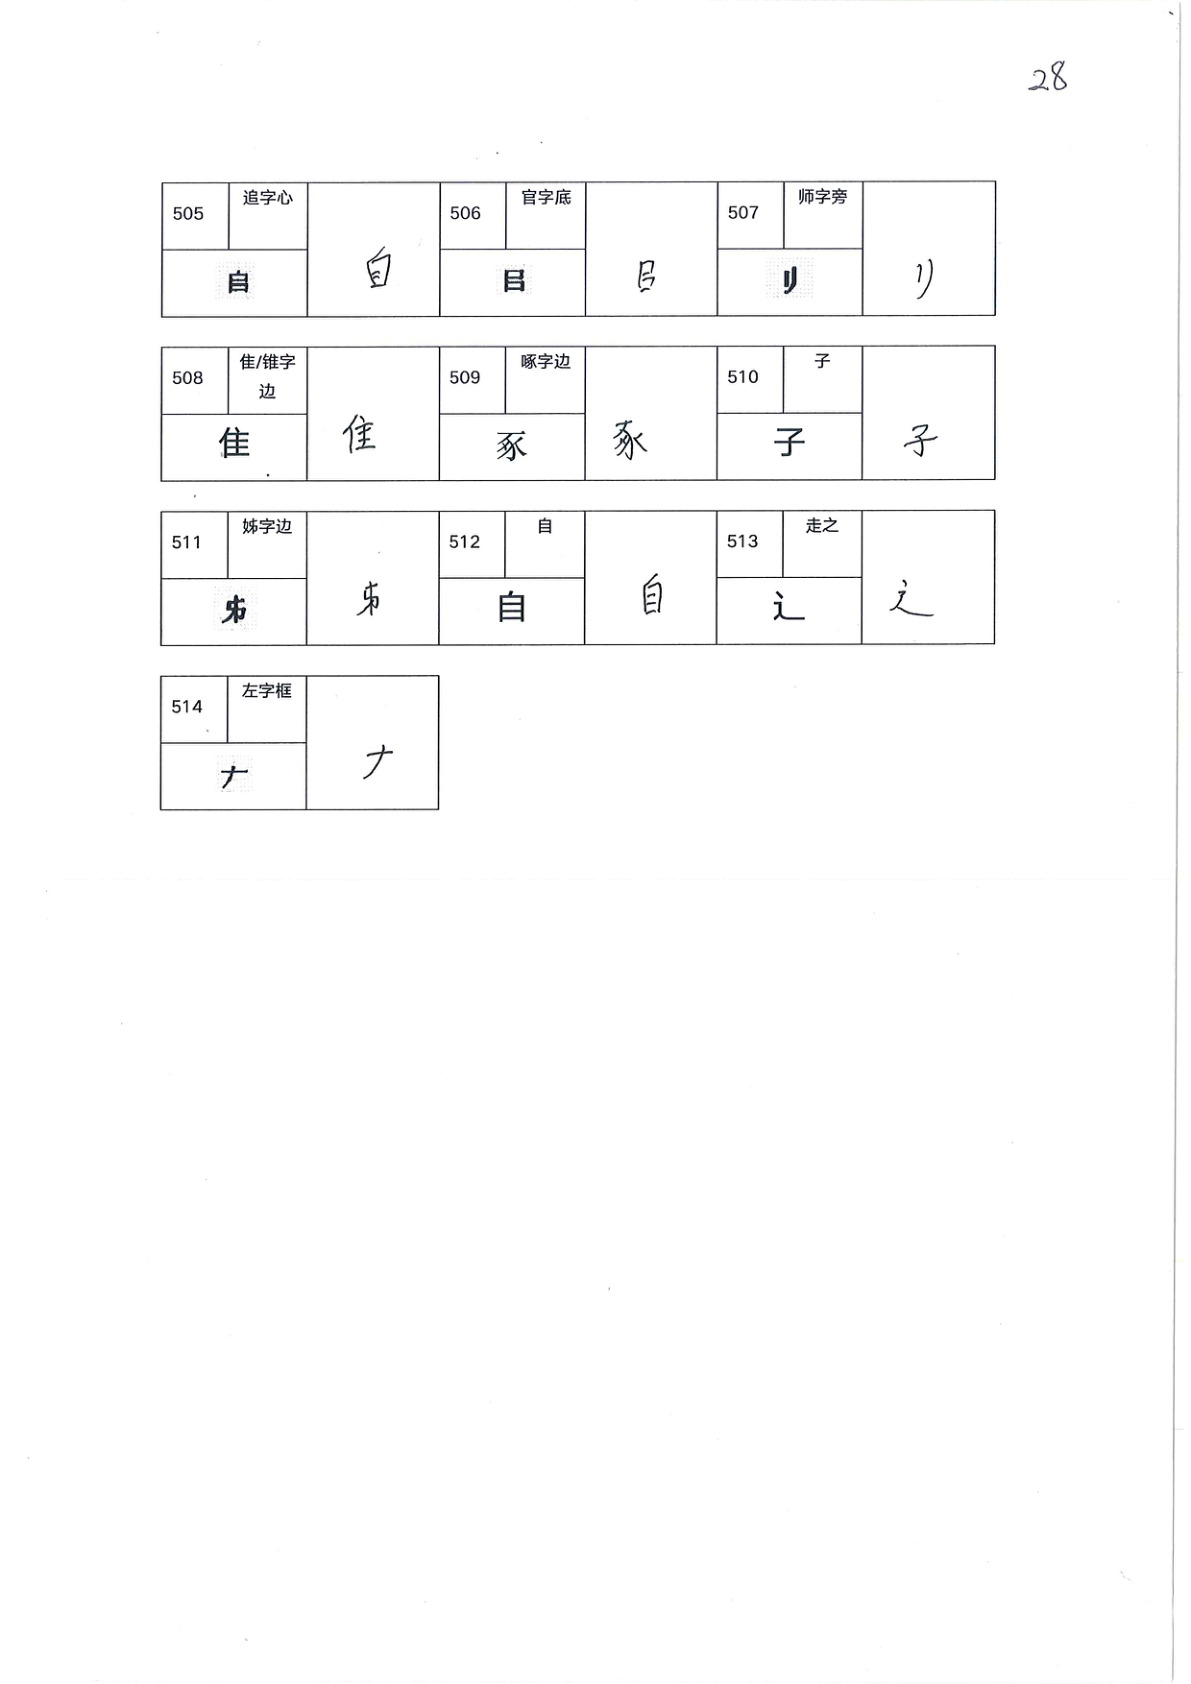 28
505 追字心 𠂤 𠂤
506 官字底 㠯 㠯
507 师字旁 刂 刂
508 隹/锥字边 隹 隹
509 啄字边 豖 豖
510 子 子 子
511 姊字边 𠂔 𠂔
512 自 自 自
513 走之 辶 辶
514 左字框 𠂇 𠂇